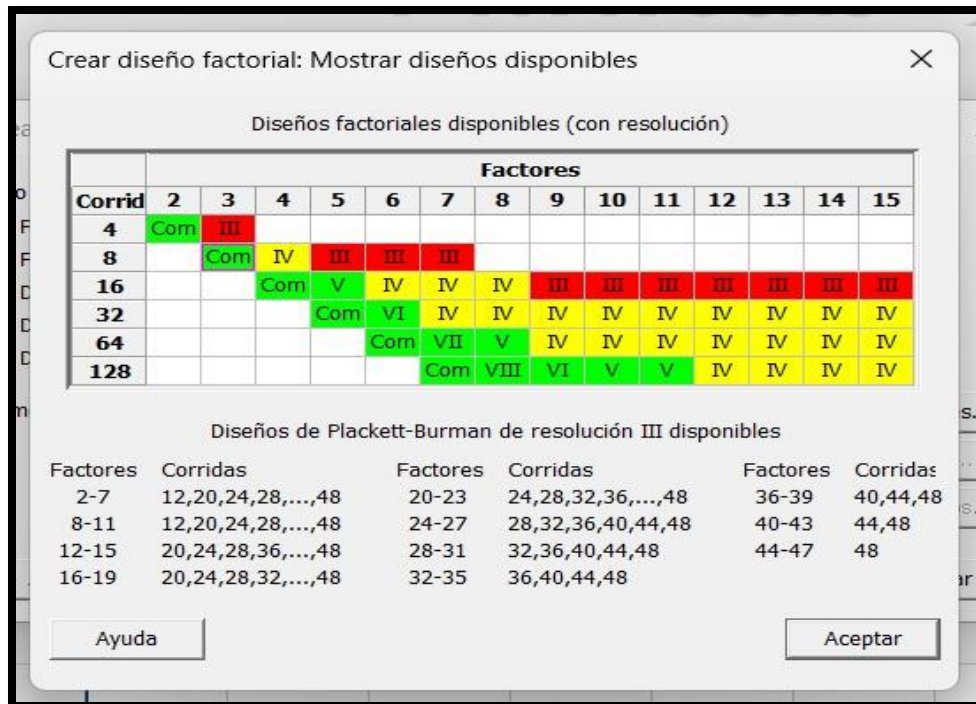 Crear diseño factorial: Mostrar diseños disponibles
Diseños factoriales disponibles (con resolución)
Factores
Corrid 2 3 4 5 6 7 8 9 10 11 12 13 14 15
4 Com III
8 Com IV III III III
16 Com V IV IV IV III III III III III III III
32 Com VI IV IV IV IV IV IV IV IV IV
64 Com VII V IV IV IV IV IV IV IV
128 Com VIII VI V V IV IV IV IV
Diseños de Plackett-Burman de resolución III disponibles
Factores Corridas Factores Corridas Factores Corridas
2-7 12,20,24,28,...,48 20-23 24,28,32,36,...,48 36-39 40,44,48
8-11 12,20,24,28,...,48 24-27 28,32,36,40,44,48 40-43 44,48
12-15 20,24,28,36,...,48 28-31 32,36,40,44,48 44-47 48
16-19 20,24,28,32,...,48 32-35 36,40,44,48
Ayuda Aceptar